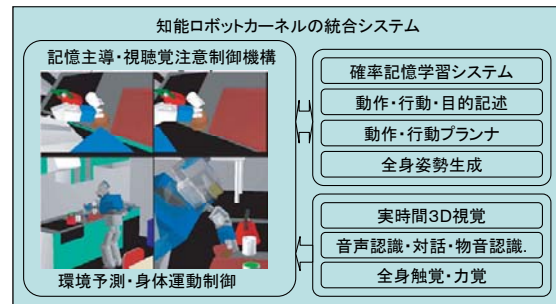 知能ロボットカーネルの統合システム
記憶主導・視聴覚注意制御機構
環境予測・身体運動制御
確率記憶学習システム
動作・行動・目的記述
動作・行動プランナ
全身姿勢生成
実時間3D視覚
音声認識・対話・物音認識.
全身触覚・力覚